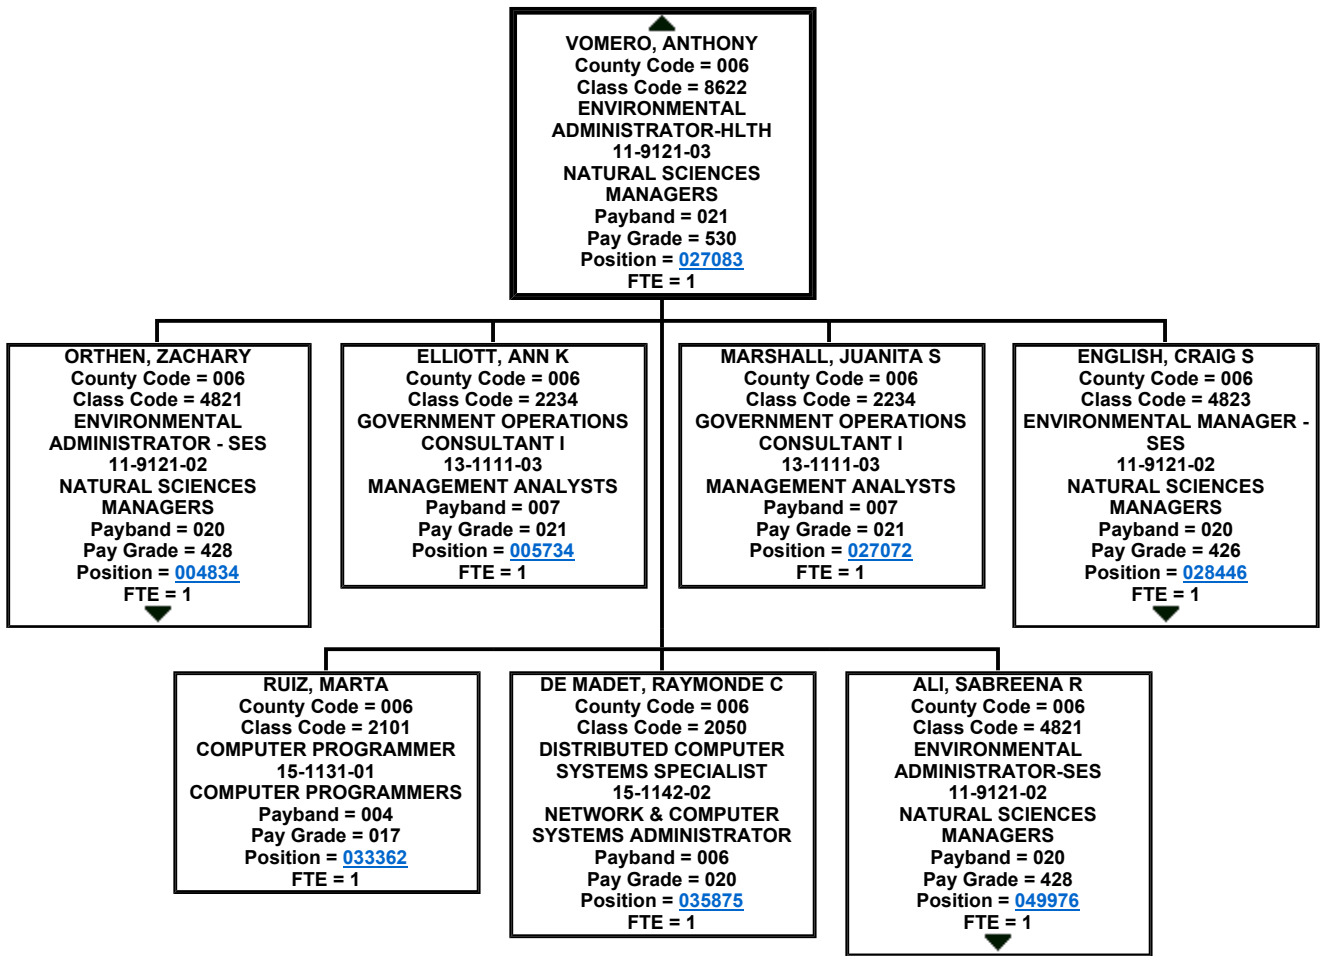 VOMERO, ANTHONY
County Code = 006
Class Code = 8622
ENVIRONMENTAL
ADMINISTRATOR-HLTH
11-9121-03
NATURAL SCIENCES
MANAGERS
Payband = 021
Pay Grade = 530
Position = 027083
FTE = 1
ORTHEN, ZACHARY
County Code = 006
Class Code = 4821
ENVIRONMENTAL
ADMINISTRATOR - SES
11-9121-02
NATURAL SCIENCES
MANAGERS
Payband = 020
Pay Grade = 428
Position = 004834
FTE = 1
ELLIOTT, ANN K
County Code = 006
Class Code = 2234
GOVERNMENT OPERATIONS
CONSULTANT I
13-1111-03
MANAGEMENT ANALYSTS
Payband = 007
Pay Grade = 021
Position = 005734
FTE = 1
MARSHALL, JUANITA S
County Code = 006
Class Code = 2234
GOVERNMENT OPERATIONS
CONSULTANT I
13-1111-03
MANAGEMENT ANALYSTS
Payband = 007
Pay Grade = 021
Position = 027072
FTE = 1
ENGLISH, CRAIG S
County Code = 006
Class Code = 4823
ENVIRONMENTAL MANAGER -
SES
11-9121-02
NATURAL SCIENCES
MANAGERS
Payband = 020
Pay Grade = 426
Position = 028446
FTE = 1
RUIZ, MARTA
County Code = 006
Class Code = 2101
COMPUTER PROGRAMMER
15-1131-01
COMPUTER PROGRAMMERS
Payband = 004
Pay Grade = 017
Position = 033362
FTE = 1
DE MADET, RAYMONDE C
County Code = 006
Class Code = 2050
DISTRIBUTED COMPUTER
SYSTEMS SPECIALIST
15-1142-02
NETWORK & COMPUTER
SYSTEMS ADMINISTRATOR
Payband = 006
Pay Grade = 020
Position = 035875
FTE = 1
ALI, SABREENA R
County Code = 006
Class Code = 4821
ENVIRONMENTAL
ADMINISTRATOR-SES
11-9121-02
NATURAL SCIENCES
MANAGERS
Payband = 020
Pay Grade = 428
Position = 049976
FTE = 1